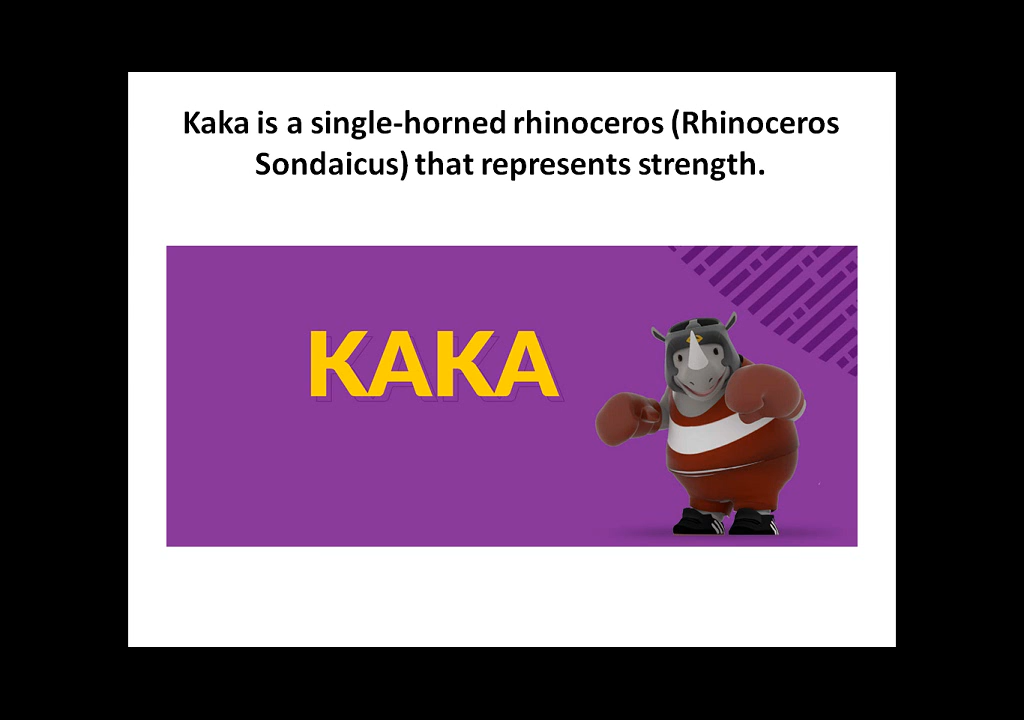 Kaka is a single-horned rhinoceros (Rhinoceros
Sondaicus) that represents strength.
KAKA